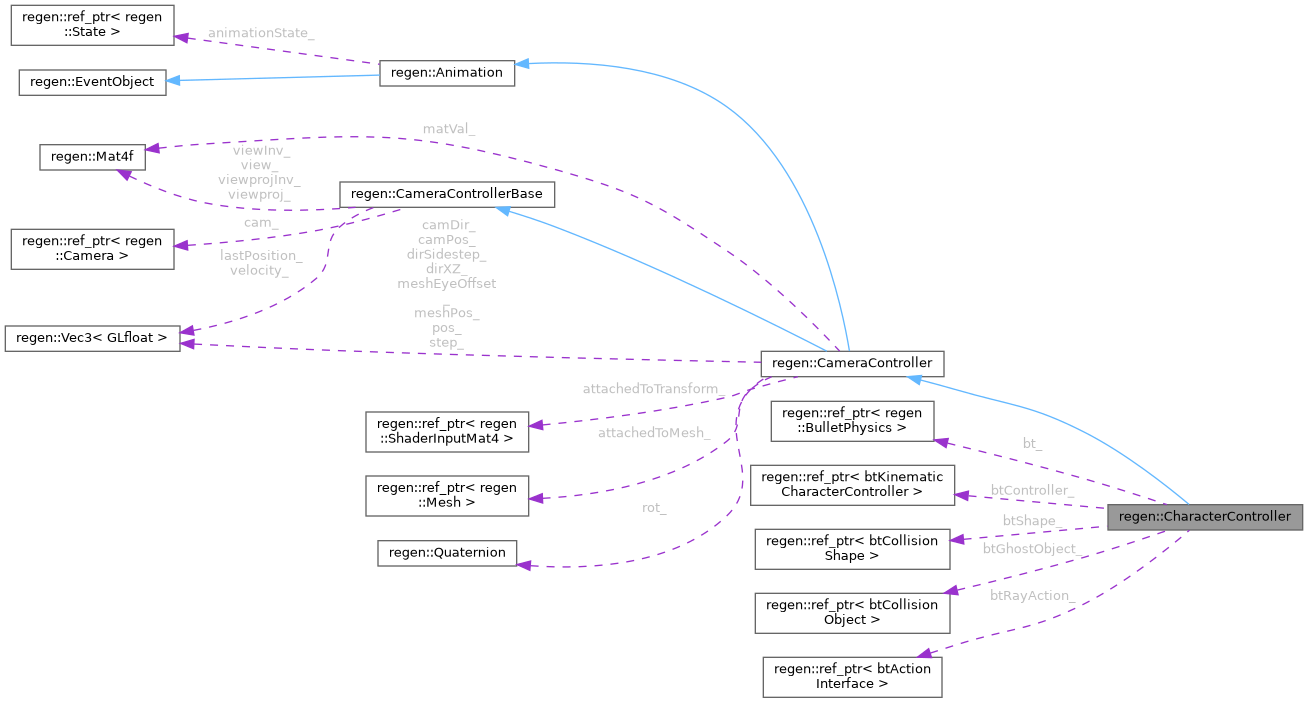 regen::ref_ptr< regen
::State >
animationState_
regen::Animation
regen::EventObject
matVal_
regen::Mat4f
viewInv_
view_
viewprojInv_
viewproj_
regen::CameraControllerBase
cam_
regen::ref_ptr< regen
::Camera >
camDir_
camPos_
dirSidestep_
dirXZ_
meshEyeOffset
_
lastPosition_
velocity_
meshPos_
pos_
step_
regen::Vec3< GLfloat >
regen::CameraController
attachedToTransform_
regen::ref_ptr< regen
::ShaderInputMat4 >
regen::ref_ptr< regen
::BulletPhysics >
attachedToMesh_
bt_
regen::ref_ptr< regen
::Mesh >
regen::ref_ptr< btKinematic
CharacterController >
btController_
rot_
regen::CharacterController
btShape_
regen::Quaternion
regen::ref_ptr< btCollision
Shape >
btGhostObject_
regen::ref_ptr< btCollision
Object >
btRayAction_
regen::ref_ptr< btAction
Interface >